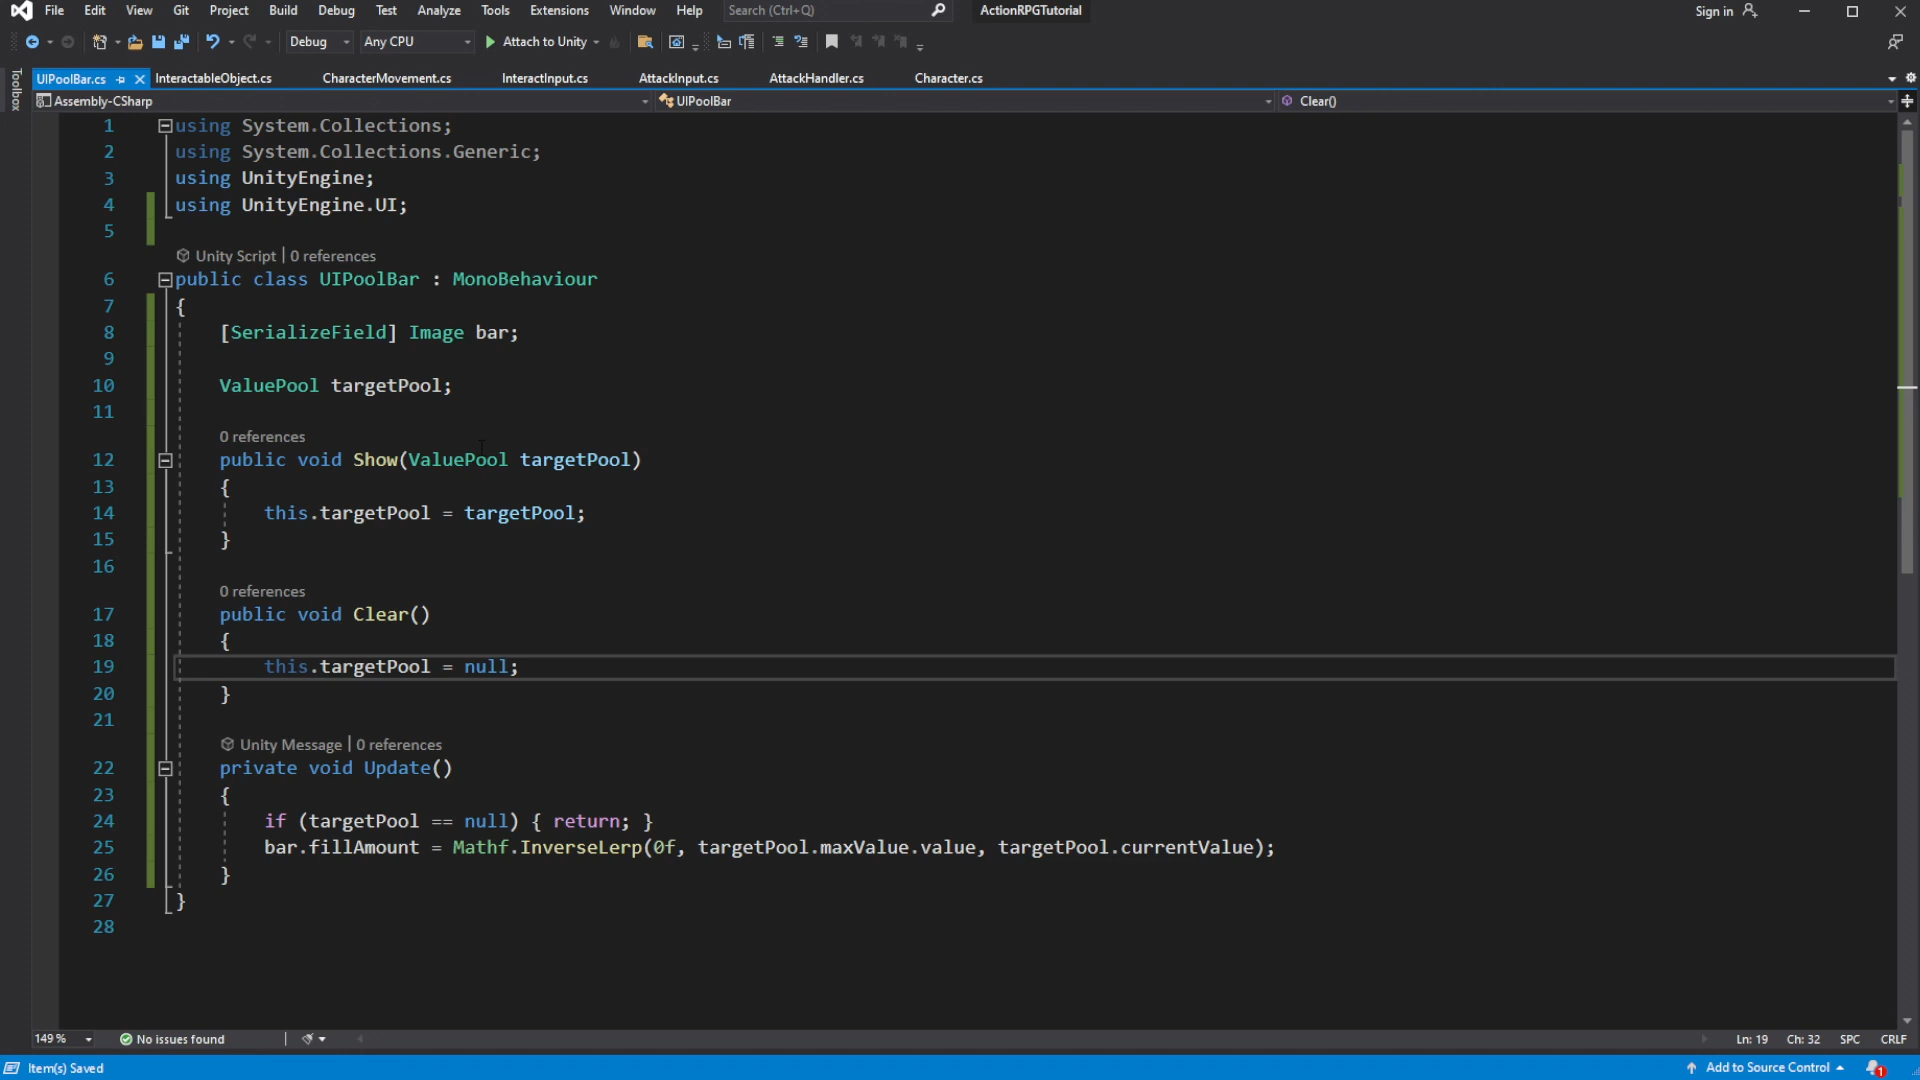 File Edit View Git Project Build Debug Test Analyze Tools Extensions Window Help Search (Ctrl+Q) ActionRPGTutorial Sign in
Debug Any CPU Attach to Unity
Toolbox
UIPoolBar.cs InteractableObject.cs CharacterMovement.cs InteractInput.cs AttackInput.cs AttackHandler.cs Character.cs
Assembly-CSharp UIPoolBar Clear()
1 using System.Collections;
2 using System.Collections.Generic;
3 using UnityEngine;
4 using UnityEngine.UI;
5
Unity Script | 0 references
6 public class UIPoolBar : MonoBehaviour
7 {
8 [SerializeField] Image bar;
9
10 ValuePool targetPool;
11
0 references
12 public void Show(ValuePool targetPool)
13 {
14 this.targetPool = targetPool;
15 }
16
0 references
17 public void Clear()
18 {
19 this.targetPool = null;
20 }
21
Unity Message | 0 references
22 private void Update()
23 {
24 if (targetPool == null) { return; }
25 bar.fillAmount = Mathf.InverseLerp(0f, targetPool.maxValue.value, targetPool.currentValue);
26 }
27 }
28
149 % No issues found Ln: 19 Ch: 32 SPC CRLF
Item(s) Saved Add to Source Control 1